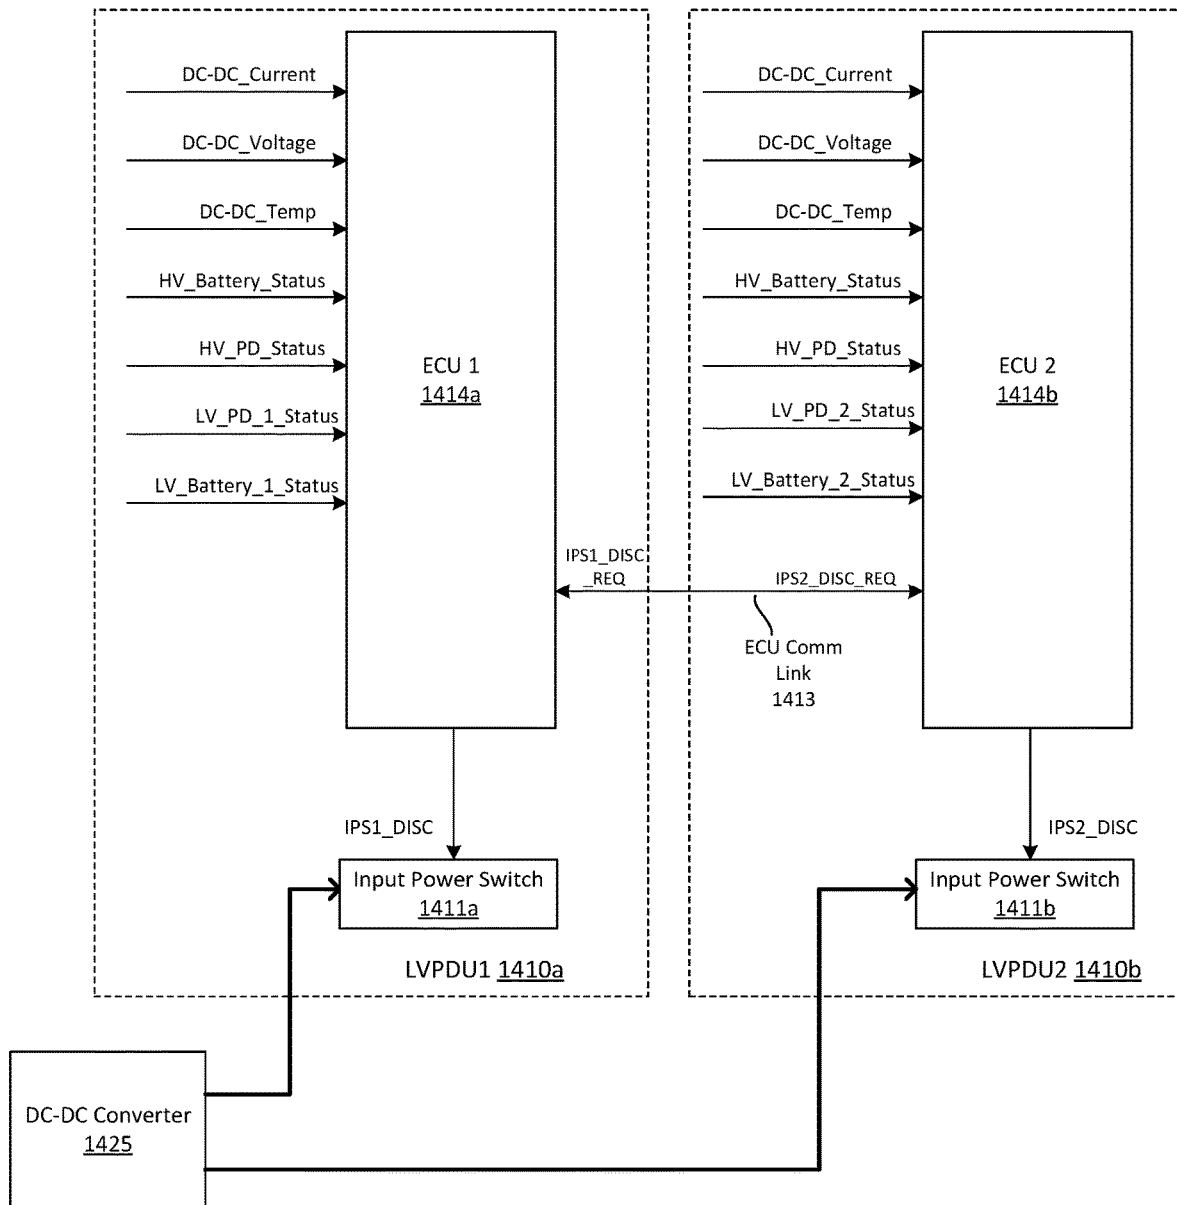 DC-DC_Current
DC-DC_Voltage
DC-DC_Temp
HV_Battery_Status
HV_PD_Status
LV_PD_1_Status
LV_Battery_1_Status
ECU 1
1414a
DC-DC_Current
DC-DC_Voltage
DC-DC_Temp
HV_Battery_Status
HV_PD_Status
LV_PD_2_Status
LV_Battery_2_Status
ECU 2
1414b
IPS1_DISC
_REQ
IPS2_DISC_REQ
ECU Comm
Link
1413
IPS1_DISC
Input Power Switch
1411a
LVPDU1 1410a
IPS2_DISC
Input Power Switch
1411b
LVPDU2 1410b
DC-DC Converter
1425